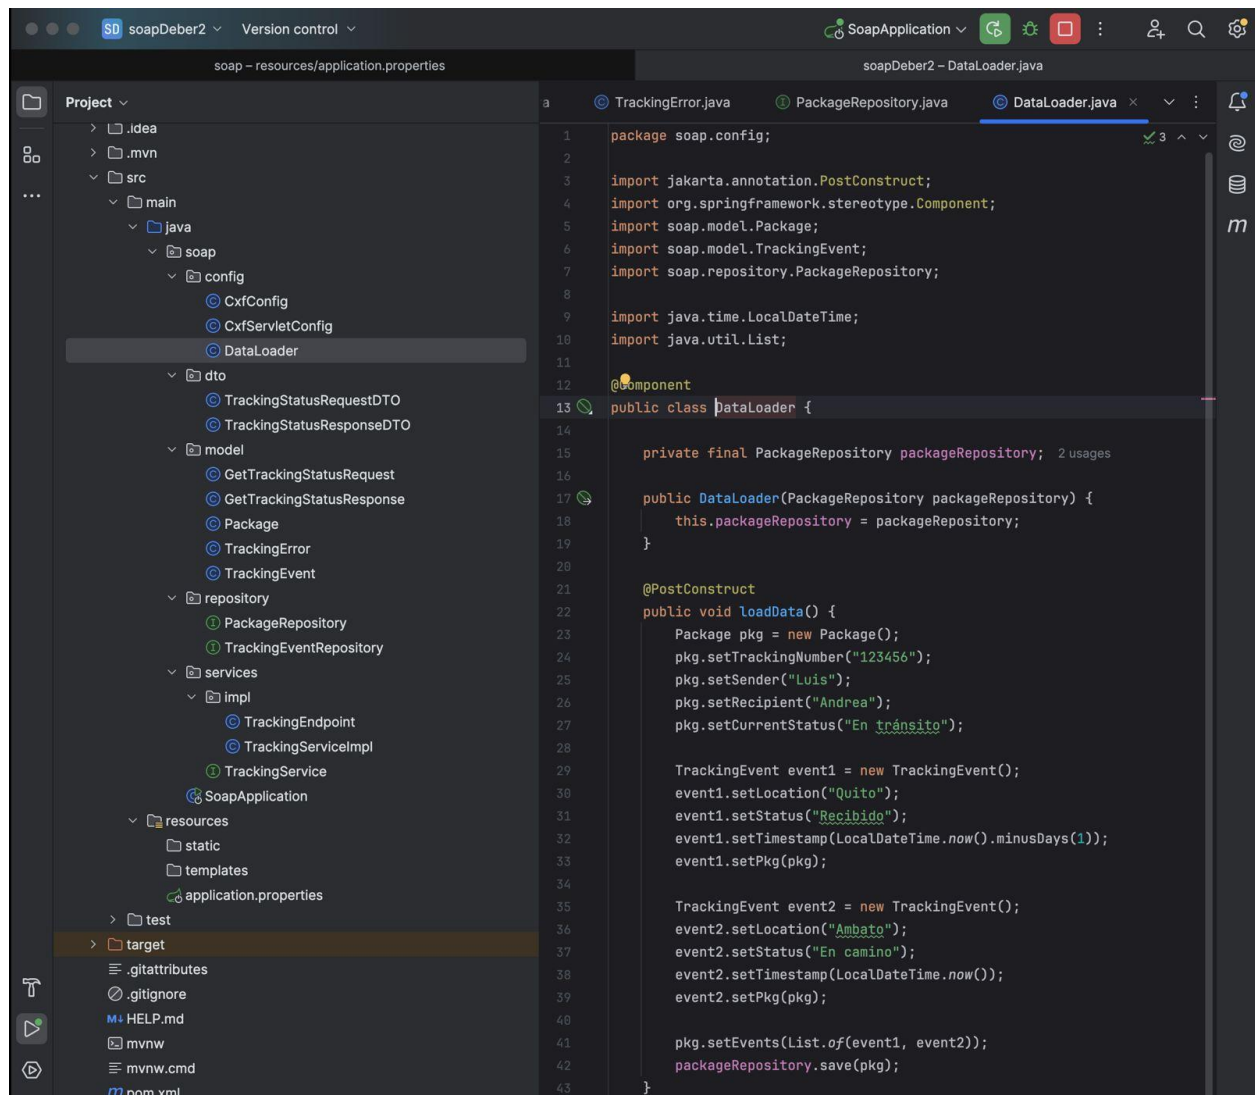 SD soapDeber2 Version control SoapApplication
soap – resources/application.properties soapDeber2 – DataLoader.java
Project
a TrackingError.java PackageRepository.java DataLoader.java
.idea
.mvn
src
main
java
soap
config
CxfConfig
CxfServletConfig
DataLoader
dto
TrackingStatusRequestDTO
TrackingStatusResponseDTO
model
GetTrackingStatusRequest
GetTrackingStatusResponse
Package
TrackingError
TrackingEvent
repository
PackageRepository
TrackingEventRepository
services
impl
TrackingEndpoint
TrackingServiceImpl
TrackingService
SoapApplication
resources
static
templates
application.properties
test
target
.gitattributes
.gitignore
M↓ HELP.md
mvnw
mvnw.cmd
m pom.xml
1 package soap.config; 3
2
3 import jakarta.annotation.PostConstruct;
4 import org.springframework.stereotype.Component;
5 import soap.model.Package;
6 import soap.model.TrackingEvent;
7 import soap.repository.PackageRepository;
8
9 import java.time.LocalDateTime;
10 import java.util.List;
11
12 @Component
13 public class DataLoader {
14
15 private final PackageRepository packageRepository; 2 usages
16
17 public DataLoader(PackageRepository packageRepository) {
18 this.packageRepository = packageRepository;
19 }
20
21 @PostConstruct
22 public void loadData() {
23 Package pkg = new Package();
24 pkg.setTrackingNumber("123456");
25 pkg.setSender("Luis");
26 pkg.setRecipient("Andrea");
27 pkg.setCurrentStatus("En tránsito");
28
29 TrackingEvent event1 = new TrackingEvent();
30 event1.setLocation("Quito");
31 event1.setStatus("Recibido");
32 event1.setTimestamp(LocalDateTime.now().minusDays(1));
33 event1.setPkg(pkg);
34
35 TrackingEvent event2 = new TrackingEvent();
36 event2.setLocation("Ambato");
37 event2.setStatus("En camino");
38 event2.setTimestamp(LocalDateTime.now());
39 event2.setPkg(pkg);
40
41 pkg.setEvents(List.of(event1, event2));
42 packageRepository.save(pkg);
43 }
m